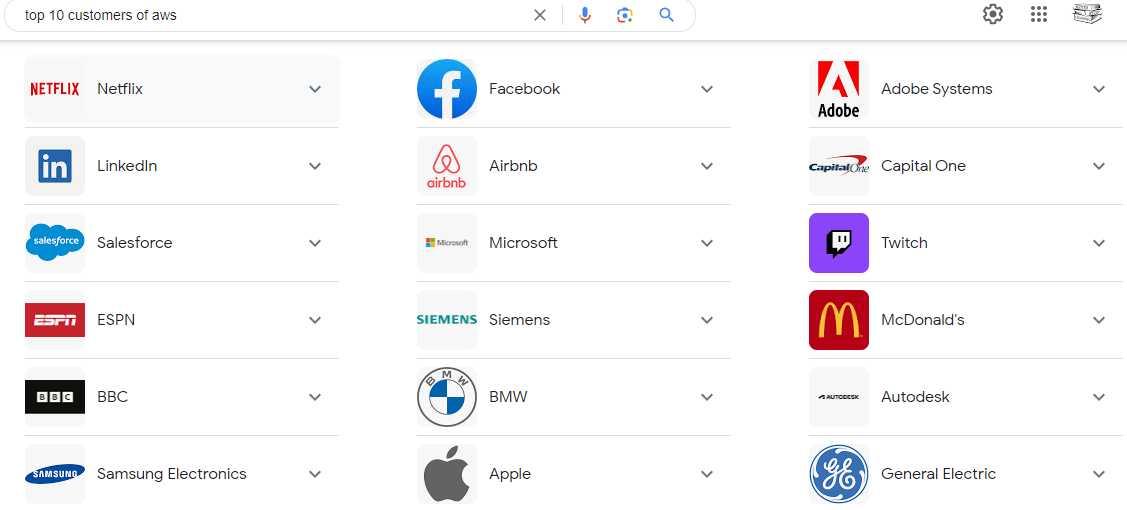 top 10 customers of aws
NETFLIX Netflix
Facebook
Adobe Adobe Systems
in LinkedIn
airbnb Airbnb
Capital One Capital One
salesforce Salesforce
Microsoft Microsoft
Twitch
ESPN ESPN
SIEMENS Siemens
McDonald's
BBC BBC
BMW BMW
AUTODESK Autodesk
SAMSUNG Samsung Electronics
Apple
GE General Electric